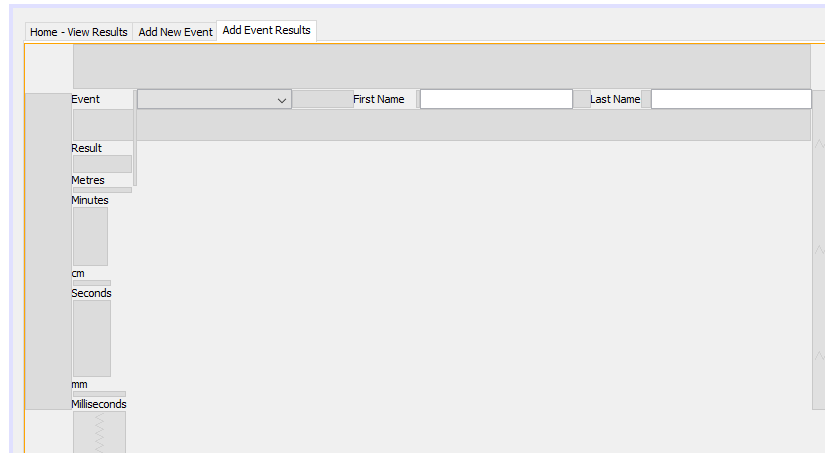 Home - View Results Add New Event Add Event Results
Event First Name Last Name
Result
Metres
Minutes
cm
Seconds
mm
Milliseconds